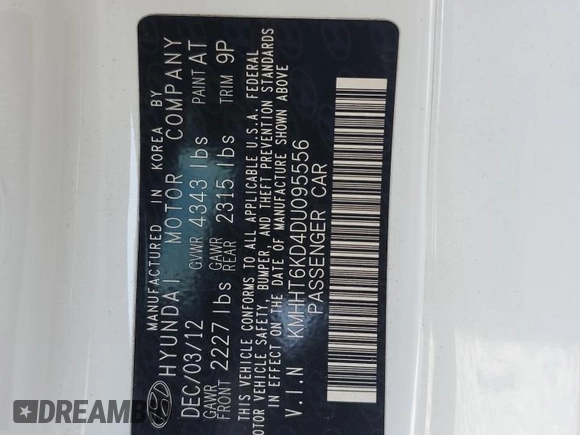 MANUFACTURED IN KOREA BY
HYUNDAI MOTOR COMPANY
DEC/03/12 GVWR 4343 lbs PAINT AT
GAWR FRONT 2227 lbs GAWR REAR 2315 lbs TRIM 9P
THIS VEHICLE CONFORMS TO ALL APPLICABLE U.S.A. FEDERAL
MOTOR VEHICLE SAFETY, BUMPER, AND THEFT PREVENTION STANDARDS
IN EFFECT ON THE DATE OF MANUFACTURE SHOWN ABOVE
V.I.N KMHHT6KD4DU095556
PASSENGER CAR